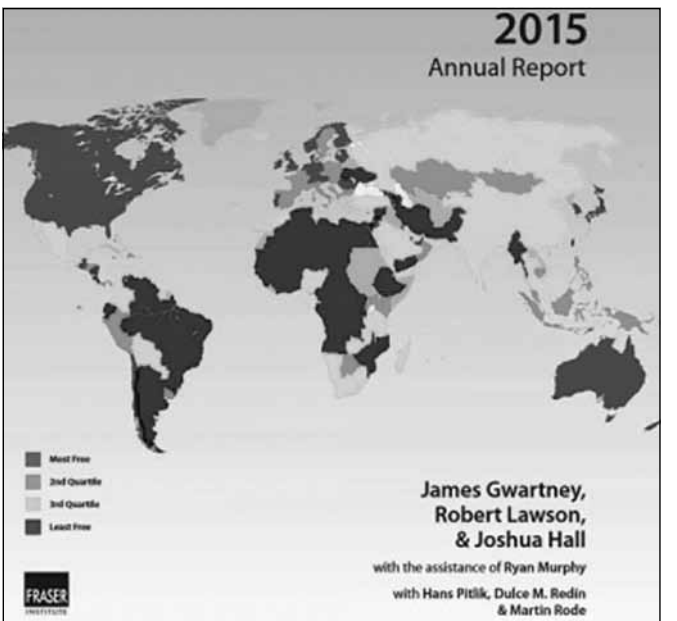 2015
Annual Report
Most Free
2nd Quartile
3rd Quartile
Least Free
James Gwartney,
Robert Lawson,
& Joshua Hall
with the assistance of Ryan Murphy
with Hans Pitlik, Dulce M. Redín
& Martin Rode
FRASER
INSTITUTE